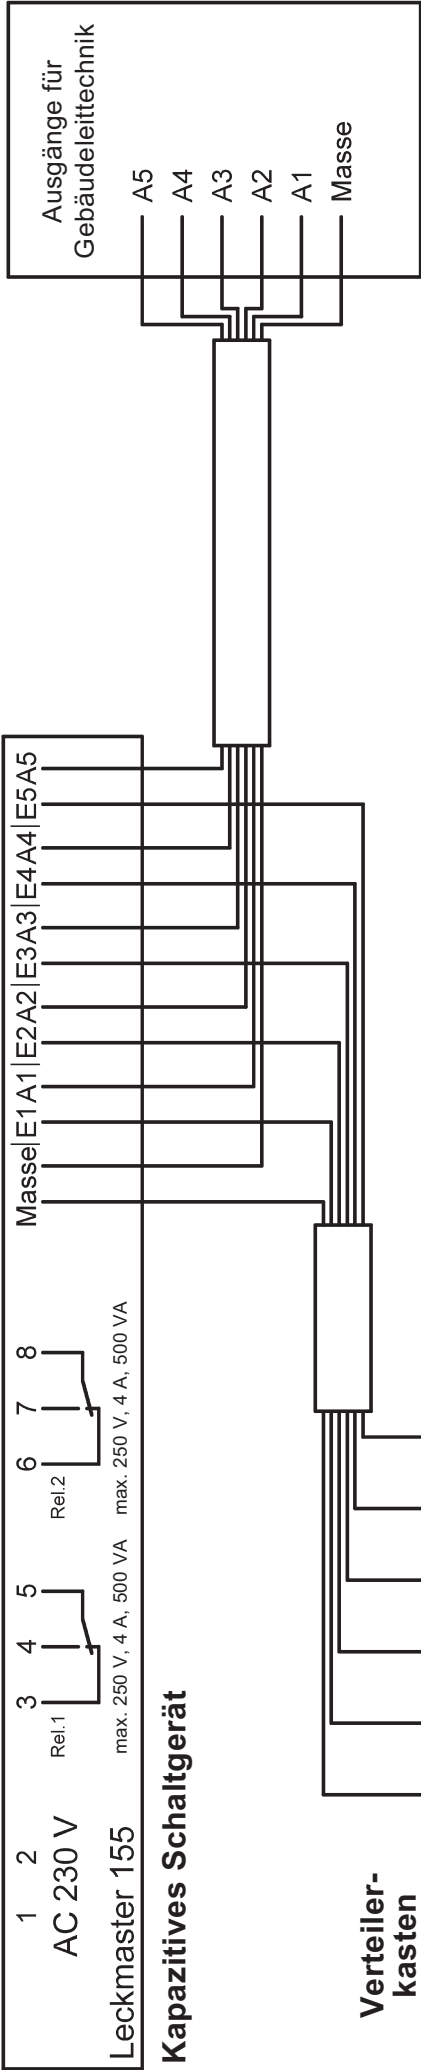 1 2
AC 230 V
Leckmaster 155
3 4 5
Rel.1
max. 250 V, 4 A, 500 VA
6 7 8
Rel.2
max. 250 V, 4 A, 500 VA
Masse|E1A1|E2A2|E3A3|E4A4|E5A5
Kapazitives Schaltgerät
Verteiler-
kasten
Ausgänge für
Gebäudeleittechnik
A5
A4
A3
A2
A1
Masse